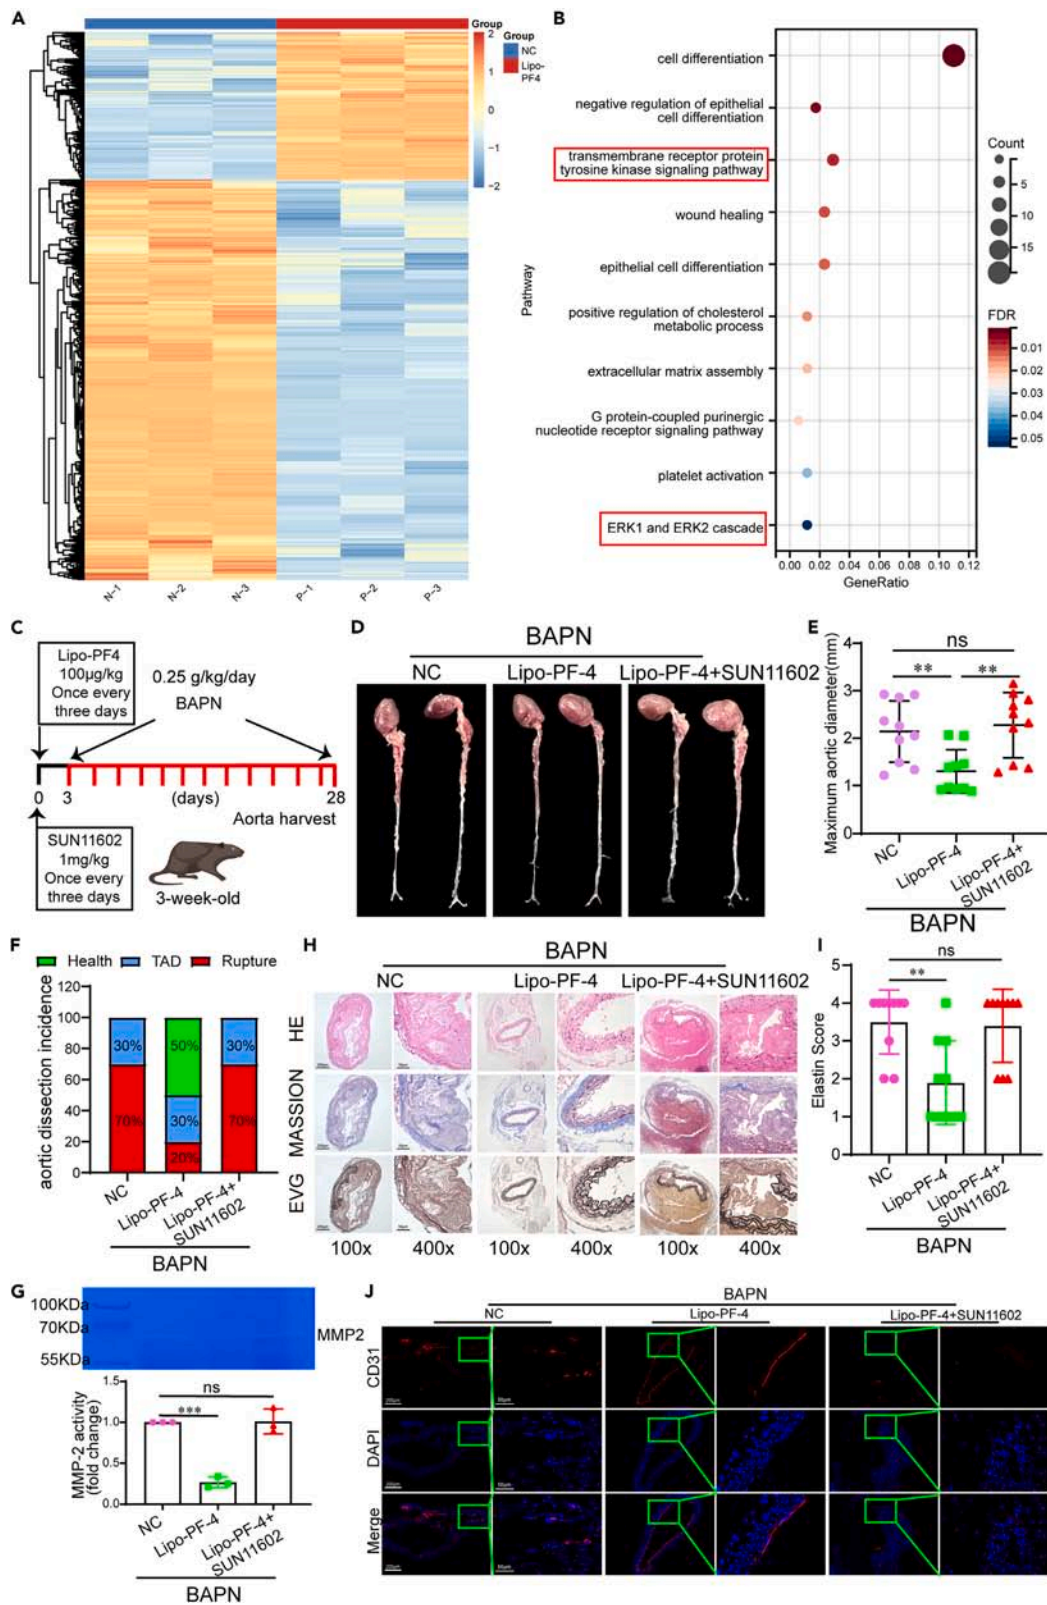 A
Group
Group
NC
Lipo-
PF4
2
1
0
−1
−2
N-1
N-2
N-3
P-1
P-2
P-3
B
Pathway
cell differentiation
negative regulation of epithelial
cell differentiation
transmembrane receptor protein
tyrosine kinase signaling pathway
wound healing
epithelial cell differentiation
positive regulation of cholesterol
metabolic process
extracellular matrix assembly
G protein-coupled purinergic
nucleotide receptor signaling pathway
platelet activation
ERK1 and ERK2 cascade
0.00 0.02 0.04 0.06 0.08 0.10 0.12
GeneRatio
Count
5
10
15
FDR
0.01
0.02
0.03
0.04
0.05
C
Lipo-PF4
100μg/kg
Once every
three days
0.25 g/kg/day
BAPN
0
3
(days)
28
Aorta harvest
SUN11602
1mg/kg
Once every
three days
3-week-old
D
BAPN
NC
Lipo-PF-4
Lipo-PF-4+SUN11602
E
Maximum aortic diameter(mm)
4
3
2
1
0
ns
**
**
NC
Lipo-PF-4
Lipo-PF-4+
SUN11602
BAPN
F
Health
TAD
Rupture
aortic dissection incidence
100
80
60
40
20
0
30%
70%
50%
30%
20%
30%
70%
NC
Lipo-PF-4
Lipo-PF-4+
SUN11602
BAPN
H
BAPN
NC
Lipo-PF-4
Lipo-PF-4+SUN11602
HE
MASSION
EVG
100x
400x
100x
400x
100x
400x
I
Elastin Score
5
4
3
2
1
0
ns
**
NC
Lipo-PF-4
Lipo-PF-4+
SUN11602
BAPN
G
100KDa
70KDa
55KDa
MMP2
MMP-2 activity
(fold change)
1.5
1.0
0.5
0.0
ns
***
NC
Lipo-PF-4
Lipo-PF-4+
SUN11602
BAPN
J
BAPN
NC
Lipo-PF-4
Lipo-PF-4+SUN11602
CD31
DAPI
Merge